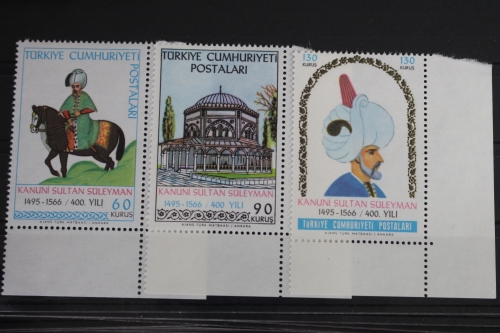 TÜRKİYE CUMHURİYETİ
POSTALARI
KANUNİ SULTAN SÜLEYMAN
1495-1566 / 400. YILI
60
KURUŞ
TÜRKİYE CUMHURİYETİ
POSTALARI
KANUNİ SULTAN SÜLEYMAN
1495-1566 / 400. YILI
90
KURUŞ
130
KURUŞ
130
KURUŞ
KANUNİ SULTAN SÜLEYMAN
1495-1566 / 400. YILI
TÜRKİYE CUMHURİYETİ POSTALARI